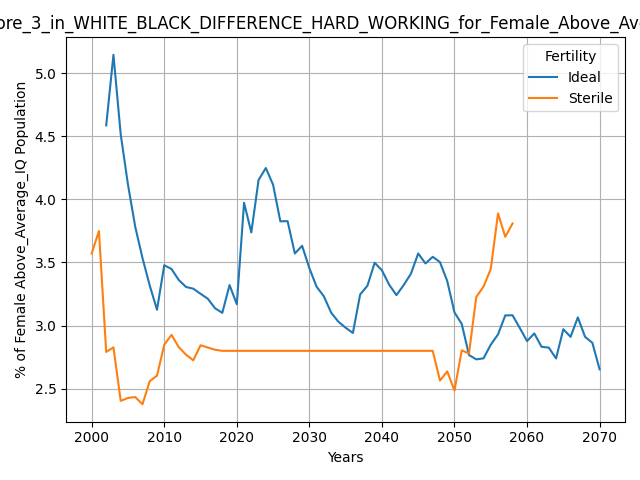 ore_3_in_WHITE_BLACK_DIFFERENCE_HARD_WORKING_for_Female_Above_Av
Fertility
Ideal
Sterile
% of Female Above_Average_IQ Population
5.0
4.5
4.0
3.5
3.0
2.5
2000 2010 2020 2030 2040 2050 2060 2070
Years